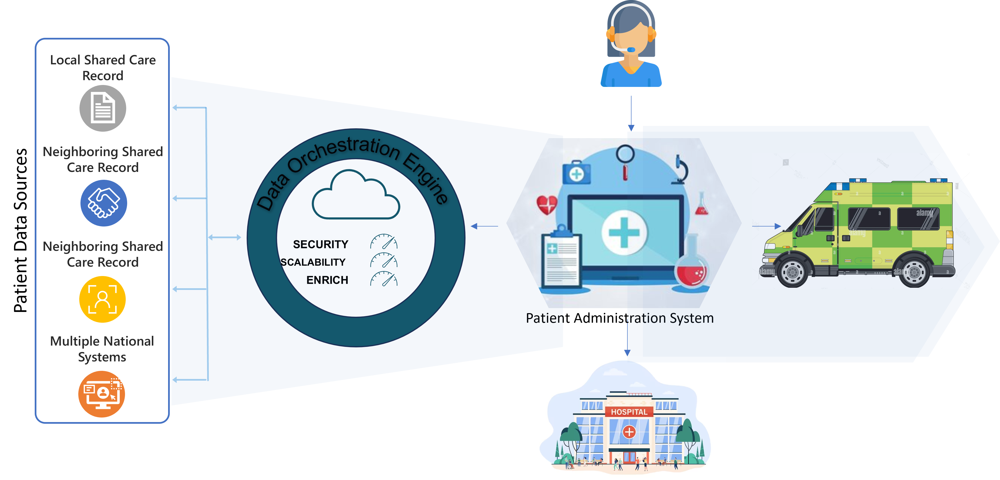 Patient Data Sources
Local Shared Care
Record
Neighboring Shared
Care Record
Neighboring Shared
Care Record
Multiple National
Systems
Data Orchestration Engine
SECURITY
SCALABILITY
ENRICH
Patient Administration System
HOSPITAL
alamy
alamy
alamy
a
a
a
a
a
a
a
a
a
a
a